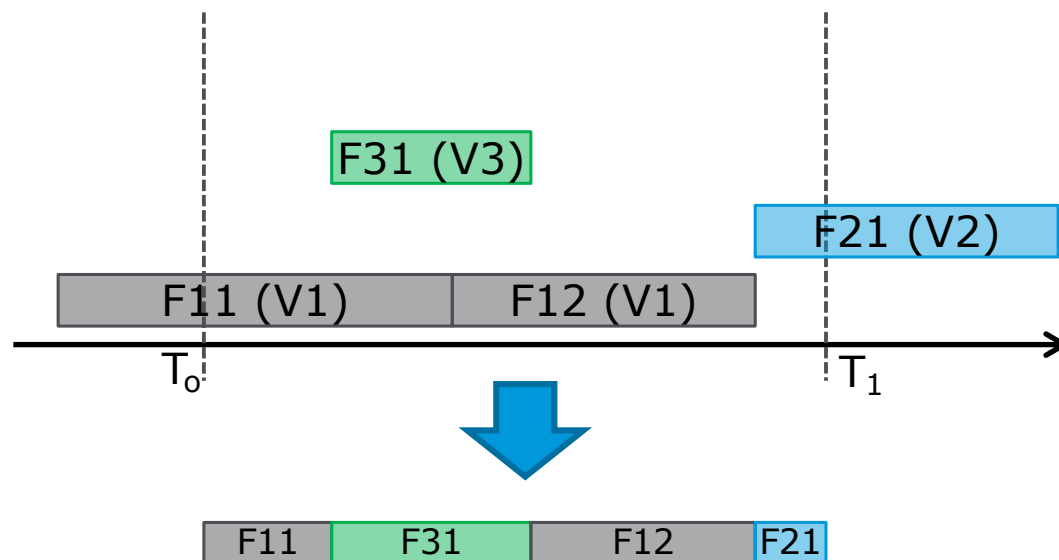 F31 (V3)
F21 (V2)
F11 (V1) F12 (V1)
To T1
F11 F31 F12 F21